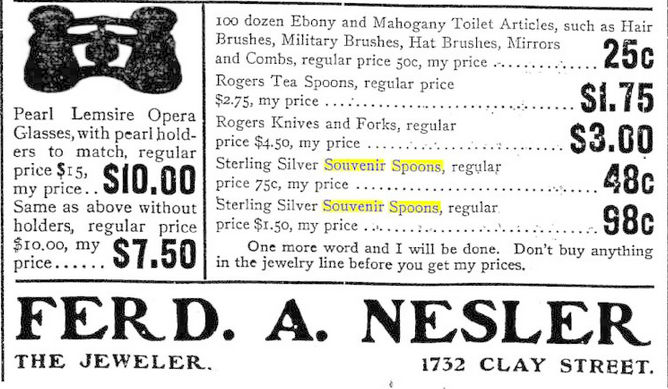 Pearl Lemsire Opera
Glasses, with pearl hold-
ers to match, regular
price $15,
my price.. $10.00
Same as above without
holders, regular price
$10.00, my
price...... $7.50
100 dozen Ebony and Mahogany Toilet Articles, such as Hair
Brushes, Military Brushes, Hat Brushes, Mirrors
and Combs, regular price 50c, my price ............ 25c
Rogers Tea Spoons, regular price
$2.75, my price ........................ $1.75
Rogers Knives and Forks, regular
price $4.50, my price ........................ $3.00
Sterling Silver Souvenir Spoons, regular
price 75c, my price ........................ 48c
Sterling Silver Souvenir Spoons, regular
price $1.50, my price ........................ 98c
One more word and I will be done. Don't buy anything
in the jewelry line before you get my prices.
FERD. A. NESLER
THE JEWELER. 1732 CLAY STREET.